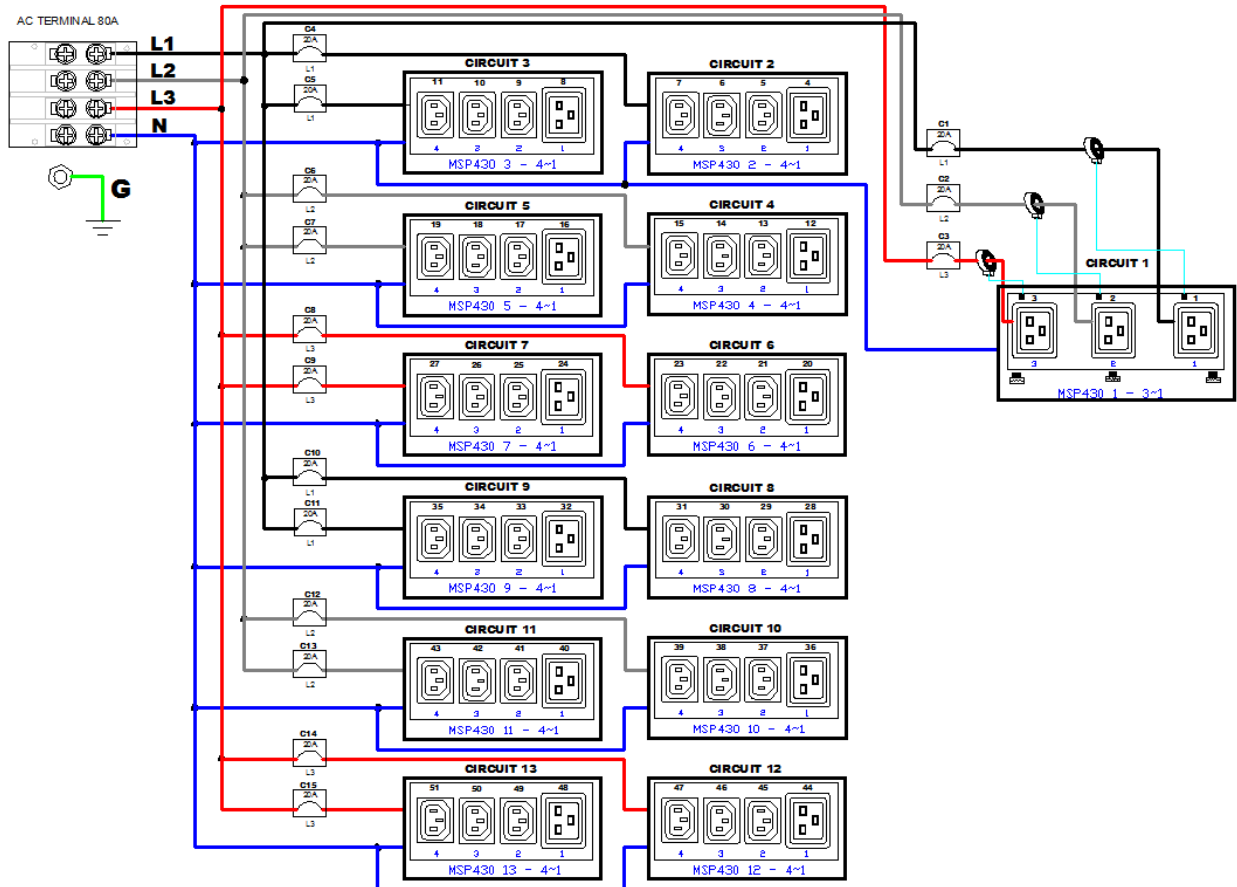 AC TERMINAL 80A
L1
L2
L3
N
G
C4
20A
L1
C5
20A
L1
CIRCUIT 3
11 10 9 8
4 2 2 1
MSP430 3 - 4~1
CIRCUIT 2
7 6 5 4
4 3 2 1
MSP430 2 - 4~1
C1
20A
L1
C2
20A
L2
C3
20A
L3
CIRCUIT 1
3 2 1
3 2 1
MSP430 1 - 3~1
C6
20A
L2
C7
20A
L2
CIRCUIT 5
19 18 17 16
4 3 2 1
MSP430 5 - 4~1
CIRCUIT 4
15 14 13 12
4 3 2 1
MSP430 4 - 4~1
C8
20A
L3
C9
20A
L3
CIRCUIT 7
27 26 25 24
4 3 2 1
MSP430 7 - 4~1
CIRCUIT 6
23 22 21 20
4 3 2 1
MSP430 6 - 4~1
C10
20A
L1
C11
20A
L1
CIRCUIT 9
35 34 33 32
4 2 2 1
MSP430 9 - 4~1
CIRCUIT 8
31 30 29 28
4 3 2 1
MSP430 8 - 4~1
C12
20A
L2
C13
20A
L2
CIRCUIT 11
43 42 41 40
4 3 2 1
MSP430 11 - 4~1
CIRCUIT 10
39 38 37 36
4 3 2 1
MSP430 10 - 4~1
C14
20A
L3
C15
20A
L3
CIRCUIT 13
51 50 49 48
4 3 2 1
MSP430 13 - 4~1
CIRCUIT 12
47 46 45 44
4 3 2 1
MSP430 12 - 4~1